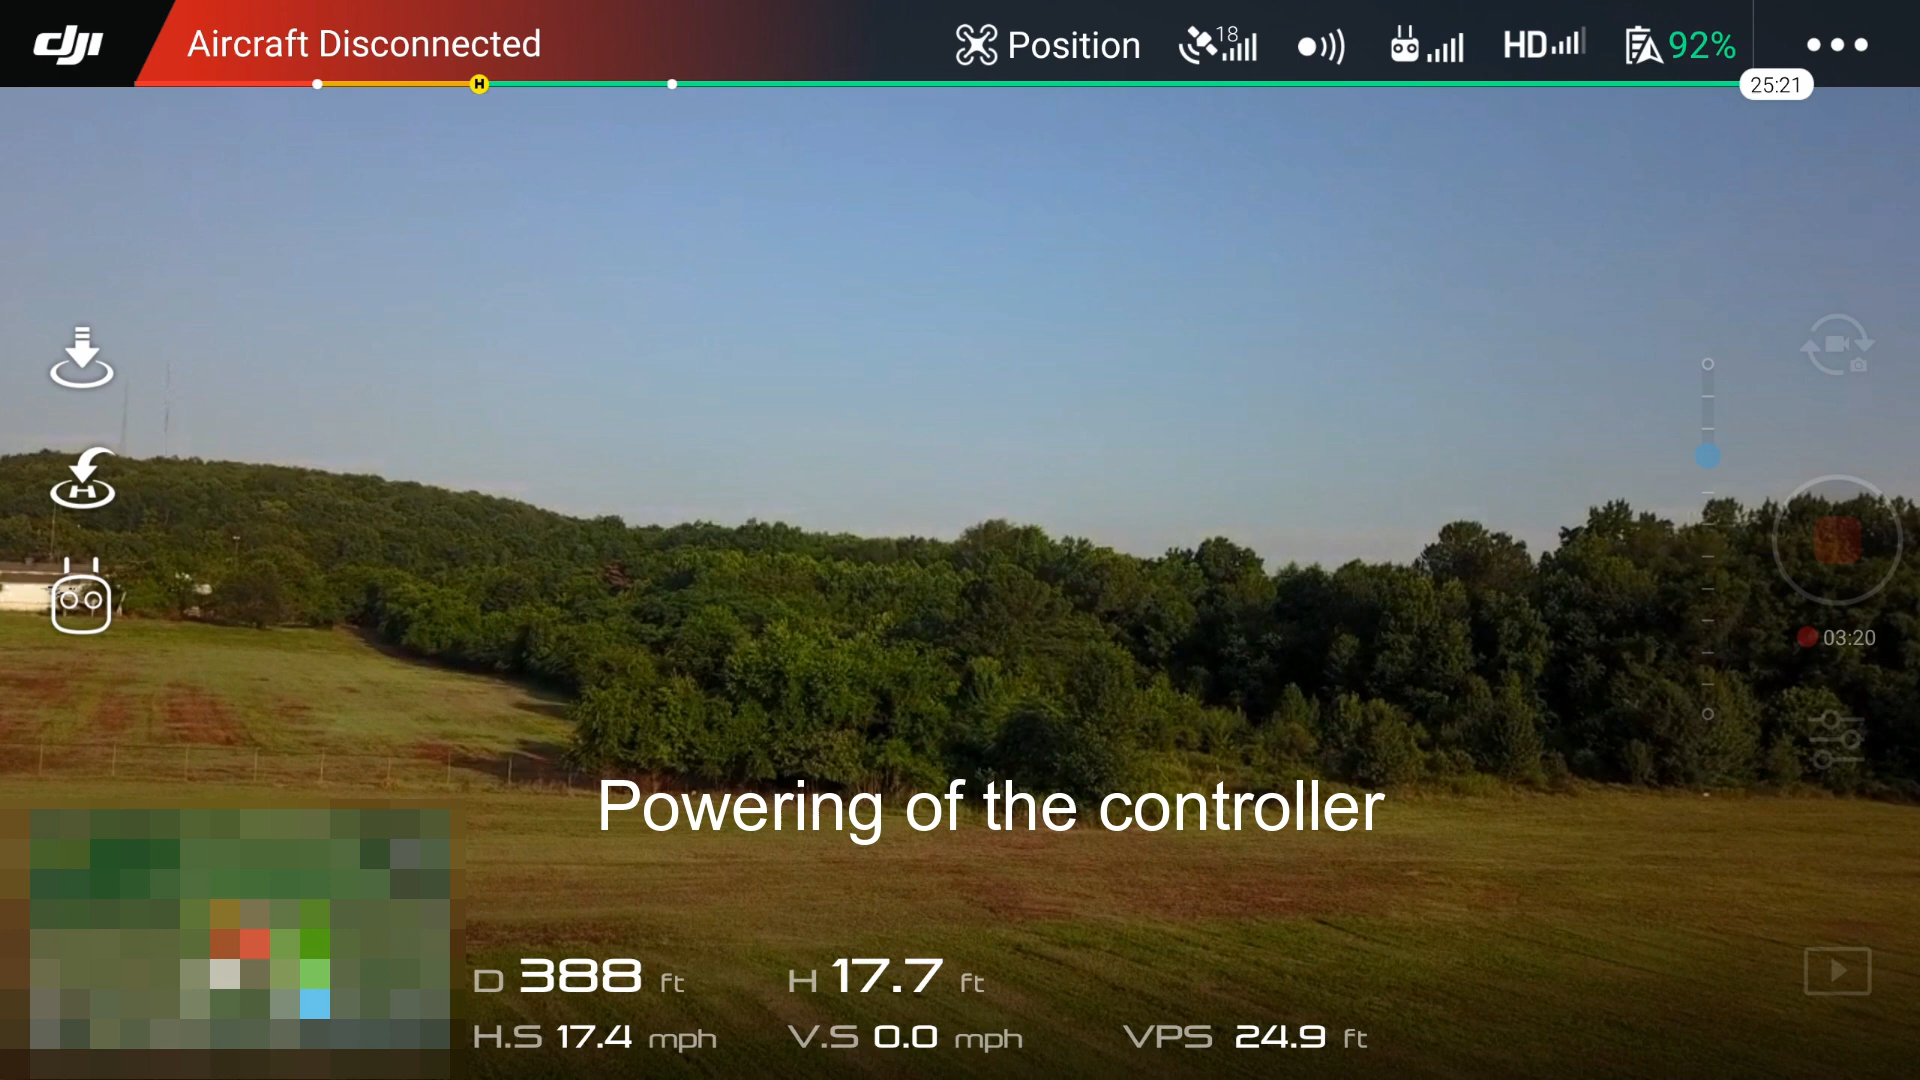 dji Aircraft Disconnected Position 18 HD 92%
H 25:21
H
03:20
Powering of the controller
D 388 ft H 17.7 ft
H.S 17.4 mph V.S 0.0 mph VPS 24.9 ft